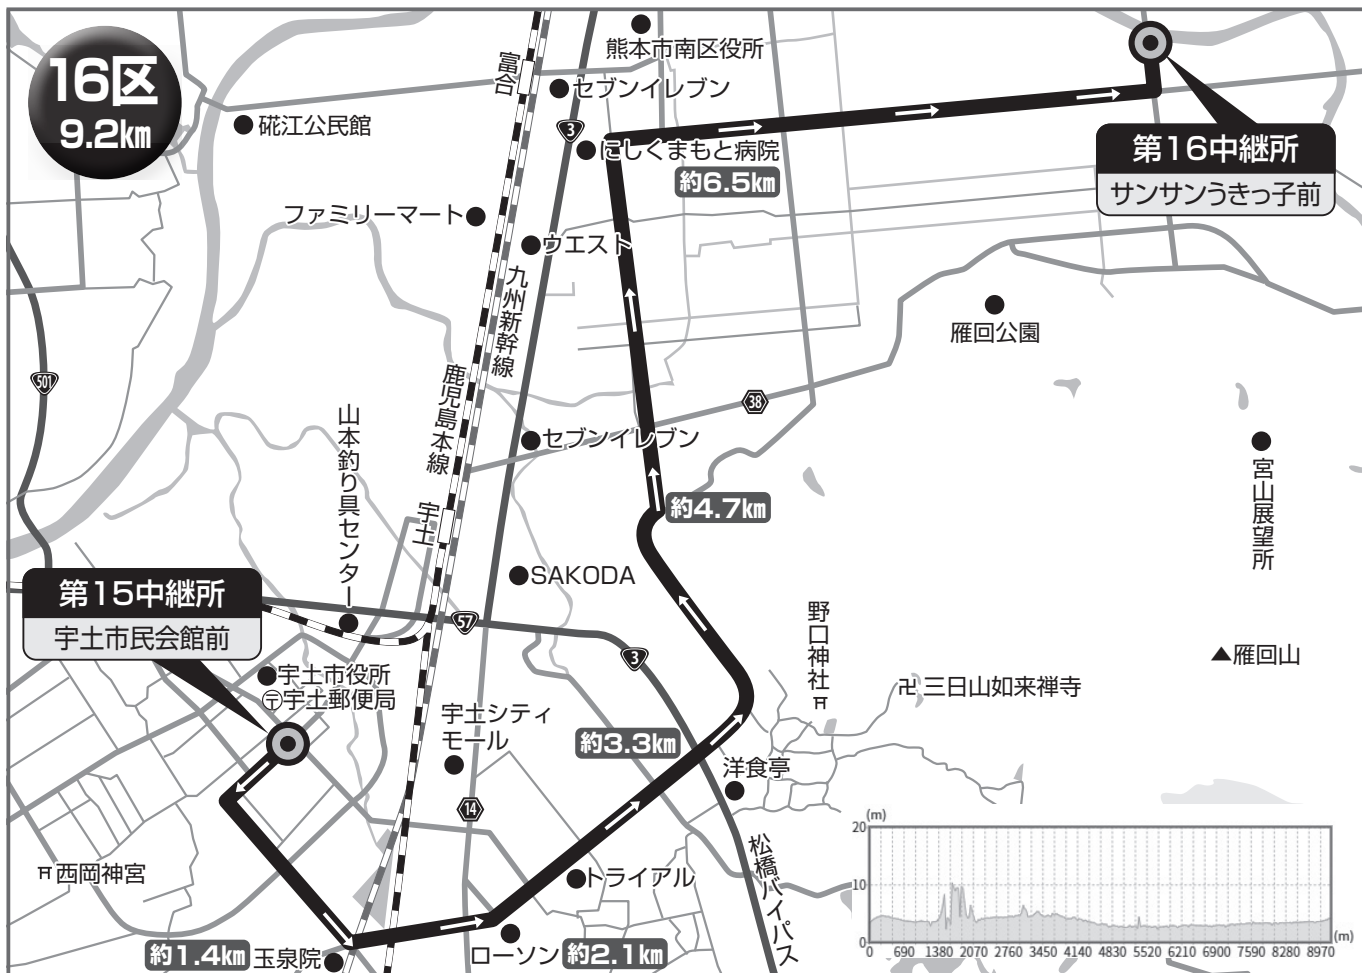 16区
9.2km
熊本市南区役所
富合
セブンイレブン
3
硴江公民館
にしくまもと病院
約6.5km
第16中継所
サンサンうきっ子前
ファミリーマート
ウエスト
九州新幹線
鹿児島本線
雁回公園
501
38
山本釣り具センター
セブンイレブン
宮山展望所
宇土
約4.7km
SAKODA
第15中継所
宇土市民会館前
57
3
野口神社
雁回山
宇土市役所
宇土郵便局
三日山如来禅寺
宇土シティ
モール
約3.3km
洋食亭
14
松橋バイパス
西岡神宮
トライアル
約1.4km
玉泉院
ローソン
約2.1km
(m)
20
10
0
0 690 1380 2070 2760 3450 4140 4830 5520 6210 6900 7590 8280 8970
(m)